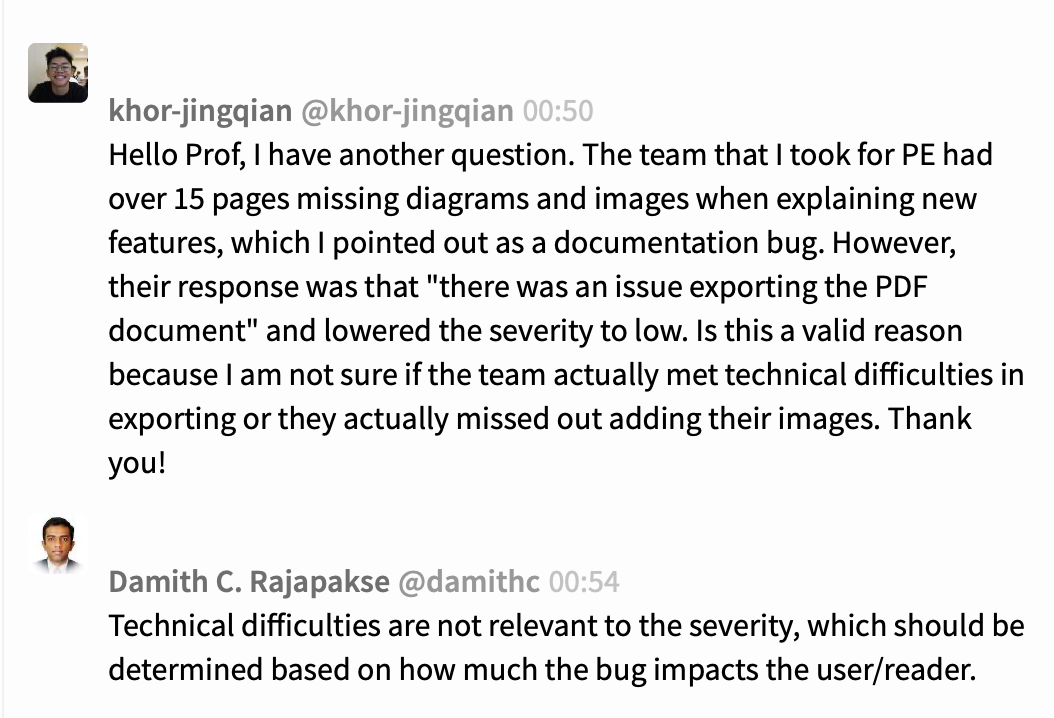 khor-jingqian @khor-jingqian 00:50
Hello Prof, I have another question. The team that I took for PE had
over 15 pages missing diagrams and images when explaining new
features, which I pointed out as a documentation bug. However,
their response was that "there was an issue exporting the PDF
document" and lowered the severity to low. Is this a valid reason
because I am not sure if the team actually met technical difficulties in
exporting or they actually missed out adding their images. Thank
you!
Damith C. Rajapakse @damithc 00:54
Technical difficulties are not relevant to the severity, which should be
determined based on how much the bug impacts the user/reader.